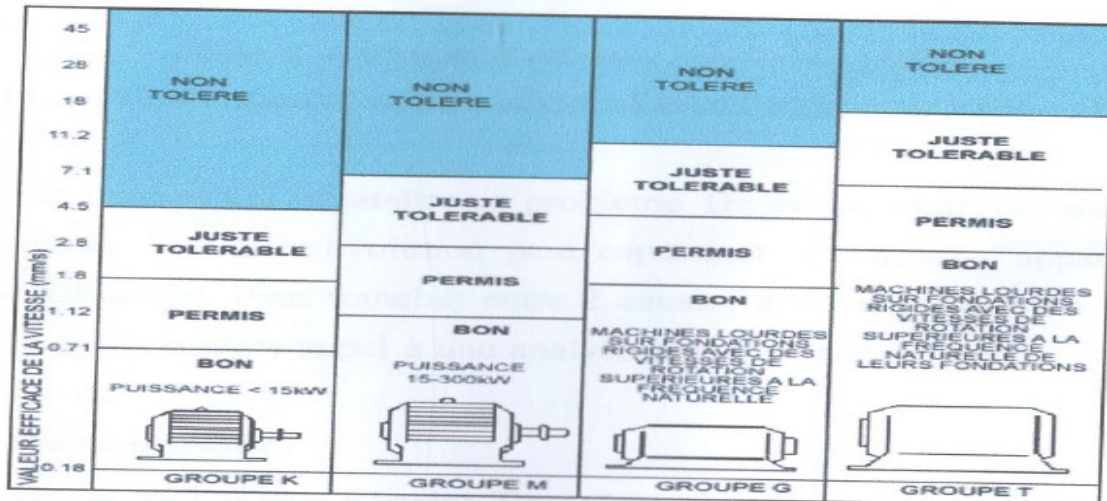 VALEUR ÉFFICACE DE LA VITESSE (mm/s)
45
28
18
11.2
7.1
4.5
2.8
1.8
1.12
0.71
0.18
NON
TOLERE
JUSTE
TOLERABLE
PERMIS
BON
PUISSANCE < 15kW
GROUPE K
NON
TOLERE
JUSTE
TOLERABLE
PERMIS
BON
PUISSANCE
15-300kW
GROUPE M
NON
TOLERE
JUSTE
TOLERABLE
PERMIS
BON
MACHINES LOURDES
SUR FONDATIONS
RIGIDES AVEC DES
VITESSES DE
ROTATION
SUPERIEURES A LA
FREQUENCE
NATURELLE
GROUPE G
NON
TOLERE
JUSTE
TOLERABLE
PERMIS
BON
MACHINES LOURDES
SUR FONDATIONS
RIGIDES AVEC DES
VITESSES DE
ROTATION
SUPERIEURES A LA
FREQUENCE
NATURELLE DE
LEURS FONDATIONS
GROUPE T